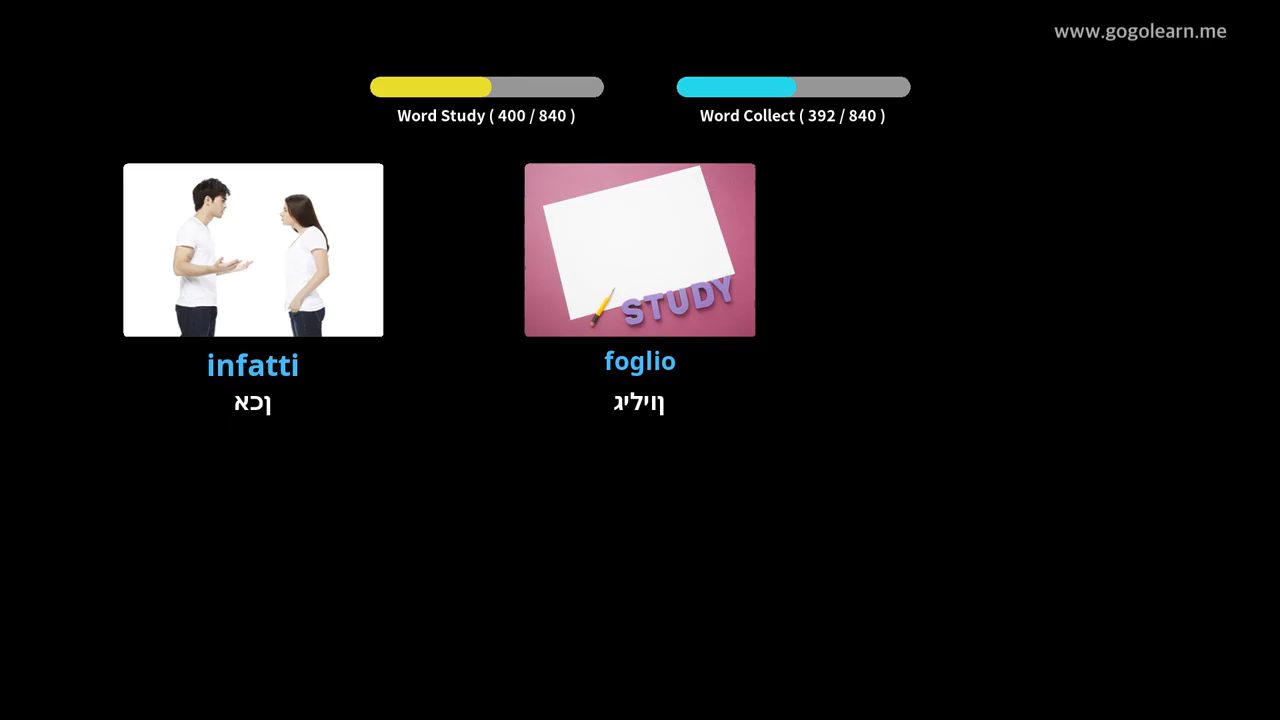 www.gogolearn.me
Word Study ( 400 / 840 )
Word Collect ( 392 / 840 )
infatti
ןכא
foglio
ןויליג
STUDY